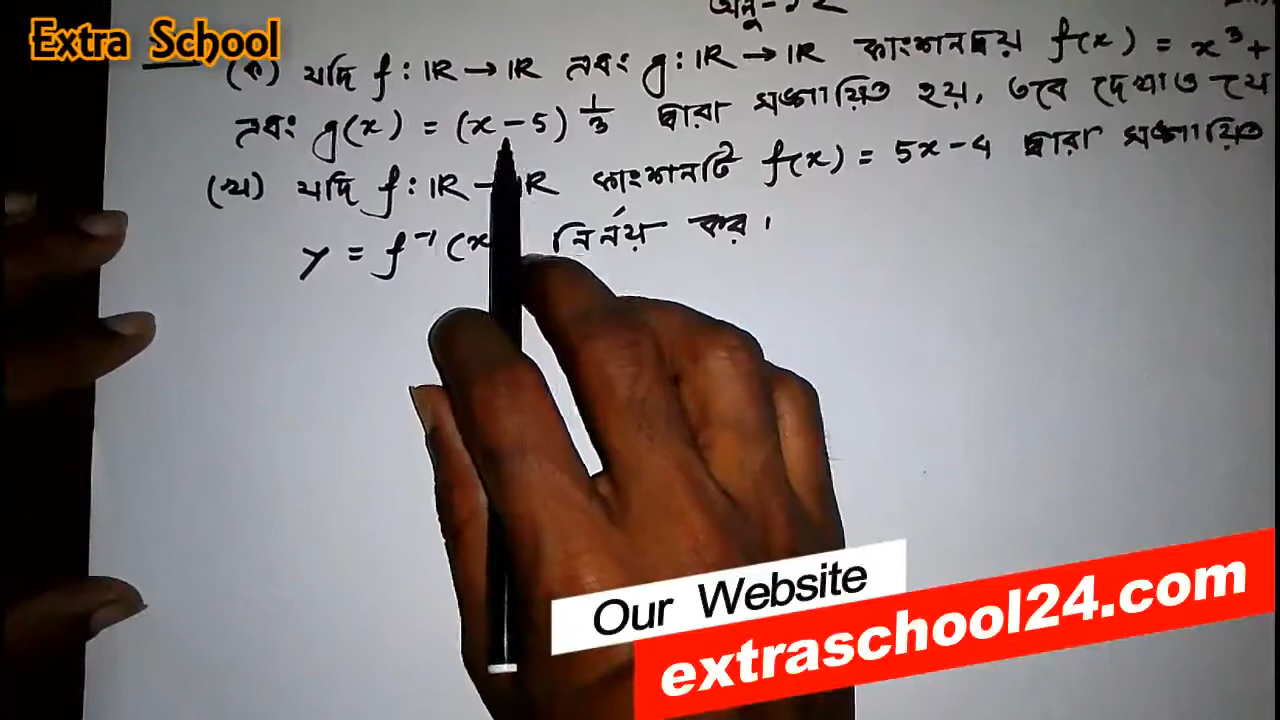 Extra School
অনু-১২
(ক) যদি f : IR → IR এবং g : IR → IR ফাংশনদ্বয় f(x) = x³+
এবং g(x) = (x-5)^1/3 দ্বারা সংজ্ঞায়িত হয়, তবে দেখাও যে
(খ) যদি f : IR → IR ফাংশনটি f(x) = 5x-4 দ্বারা সংজ্ঞায়িত
y = f⁻¹(x নির্ণয় কর।
Our Website
extraschool24.com